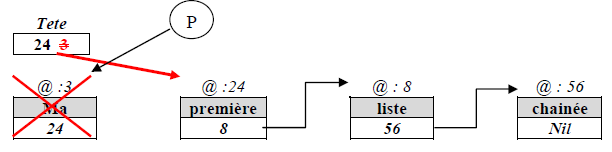 Tete
P
24 3
@ :3
@ :24
@ : 8
@ : 56
Ma
première
liste
chainée
24
8
56
Nil